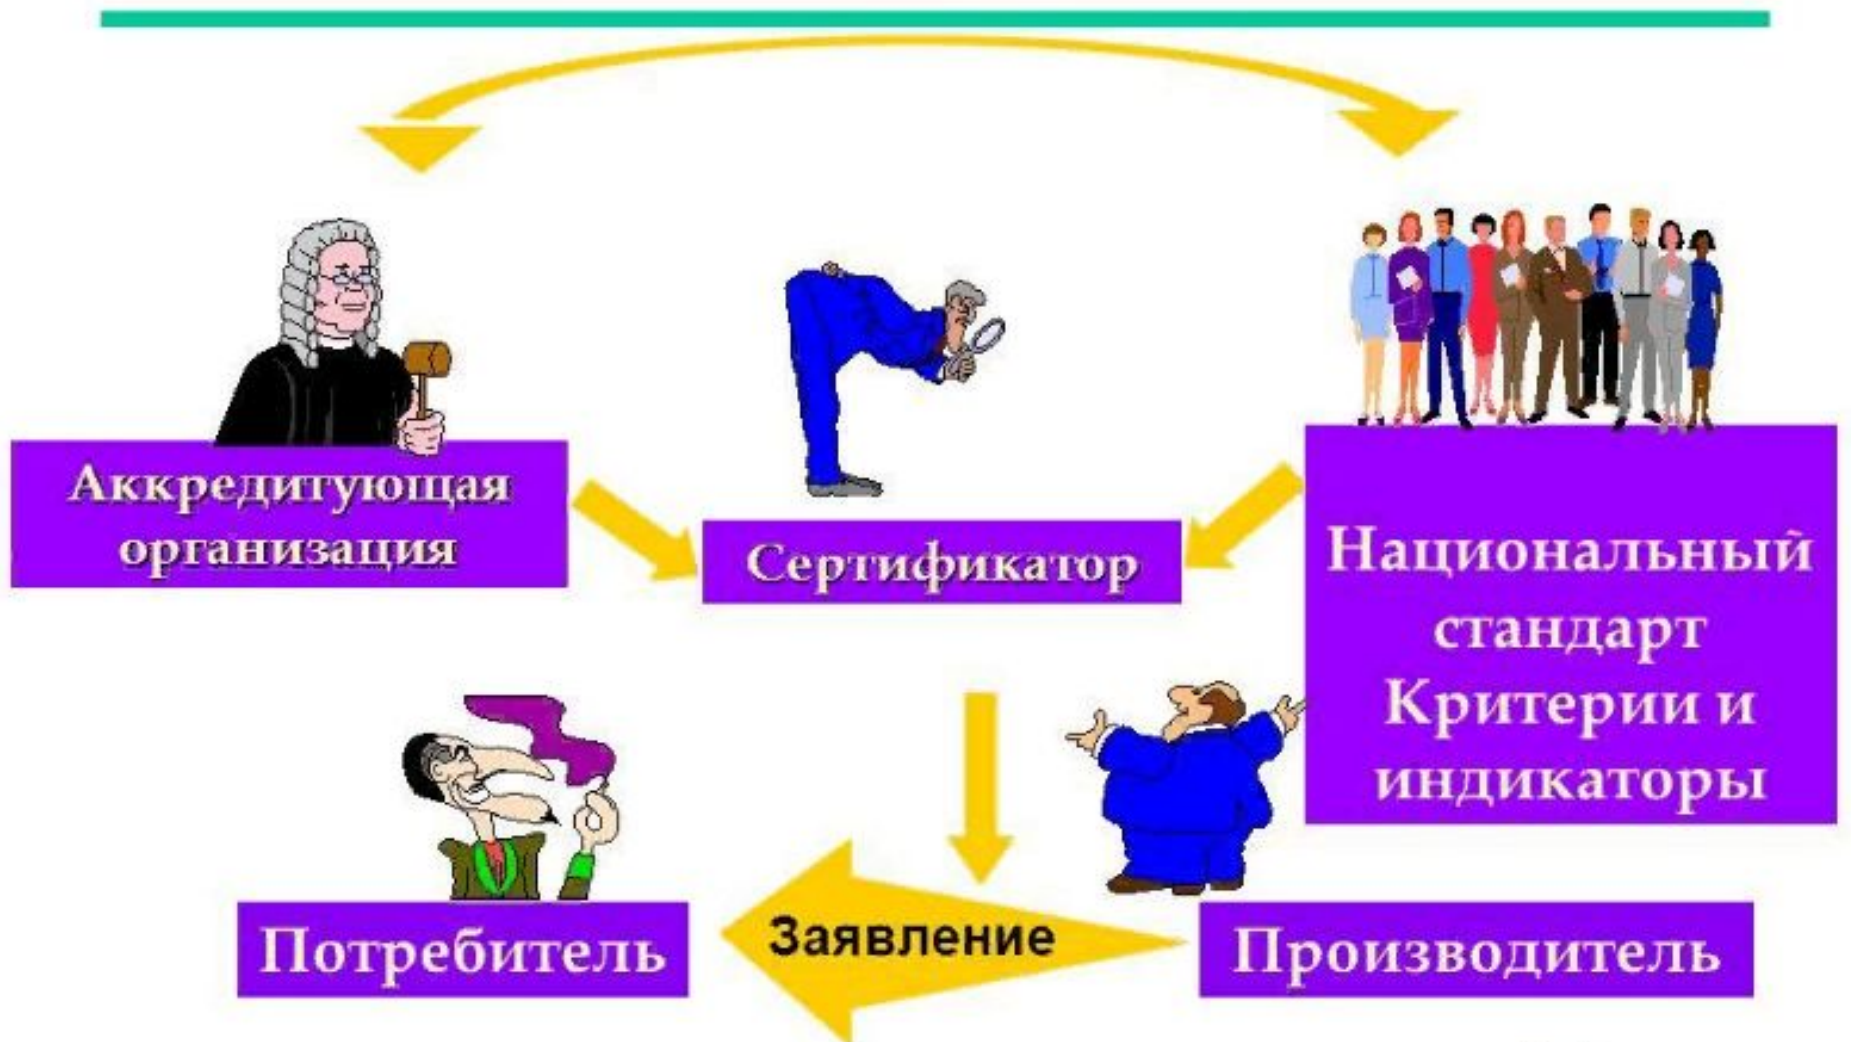 Аккредитующая
организация
Сертификатор
Национальный
стандарт
Критерии и
индикаторы
Потребитель
Заявление
Производитель